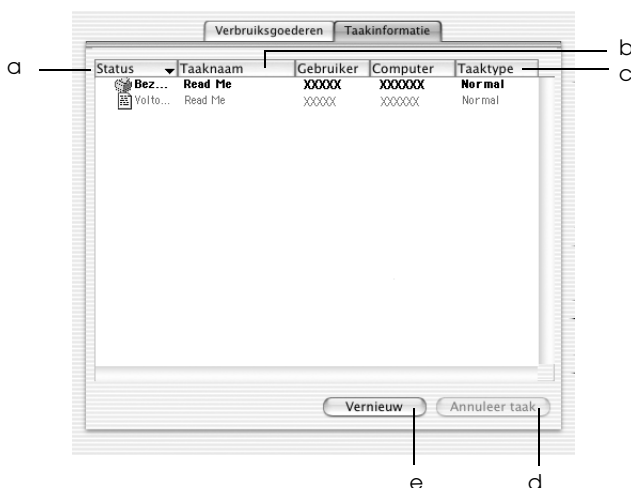 Verbruiksgoederen Taakinformatie
b
a Status Taaknaam Gebruiker Computer Taaktype c
Bez... Read Me XXXXX XXXXXX Normal
Volto... Read Me XXXXX XXXXXX Normal
Vernieuw Annuleer taak
e d